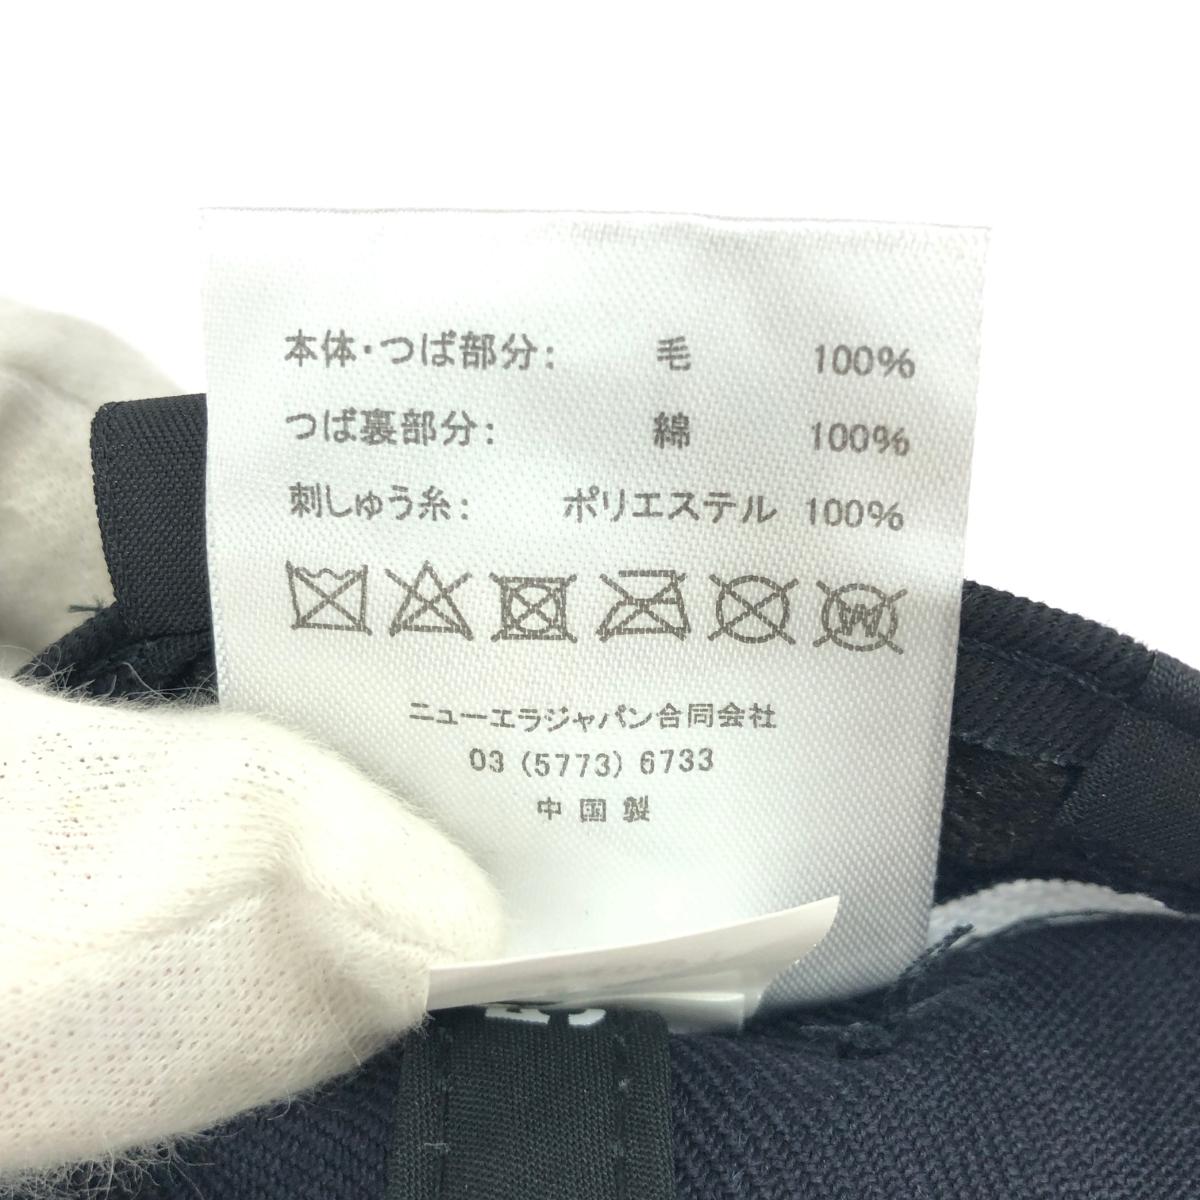 本体・つば部分: 毛 100%
つば裏部分: 綿 100%
刺しゅう糸: ポリエステル 100%
W
ニューエラジャパン合同会社
03 (5773) 6733
中国製